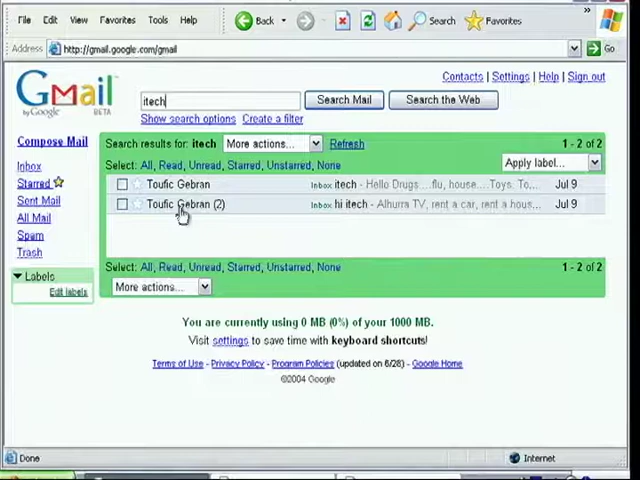 File Edit View Favorites Tools Help
Back Search Favorites
Address http://gmail.google.com/gmail Go
Contacts | Settings | Help | Sign out
Gmail
by Google BETA
itech Search Mail Search the Web
Show search options Create a filter
Compose Mail
Inbox
Starred
Sent Mail
All Mail
Spam
Trash
Labels
Edit labels
Search results for: itech More actions... Refresh 1 - 2 of 2
Select: All, Read, Unread, Starred, Unstarred, None Apply label...
Toufic Gebran Inbox itech - Hello Drugs....flu, house....Toys. To... Jul 9
Toufic Gebran (2) Inbox hi itech - Alhurra TV, rent a car, rent a hous... Jul 9
Select: All, Read, Unread, Starred, Unstarred, None 1 - 2 of 2
More actions...
You are currently using 0 MB (0%) of your 1000 MB.
Visit settings to save time with keyboard shortcuts!
Terms of Use - Privacy Policy - Program Policies (updated on 6/28) - Google Home
©2004 Google
Done Internet